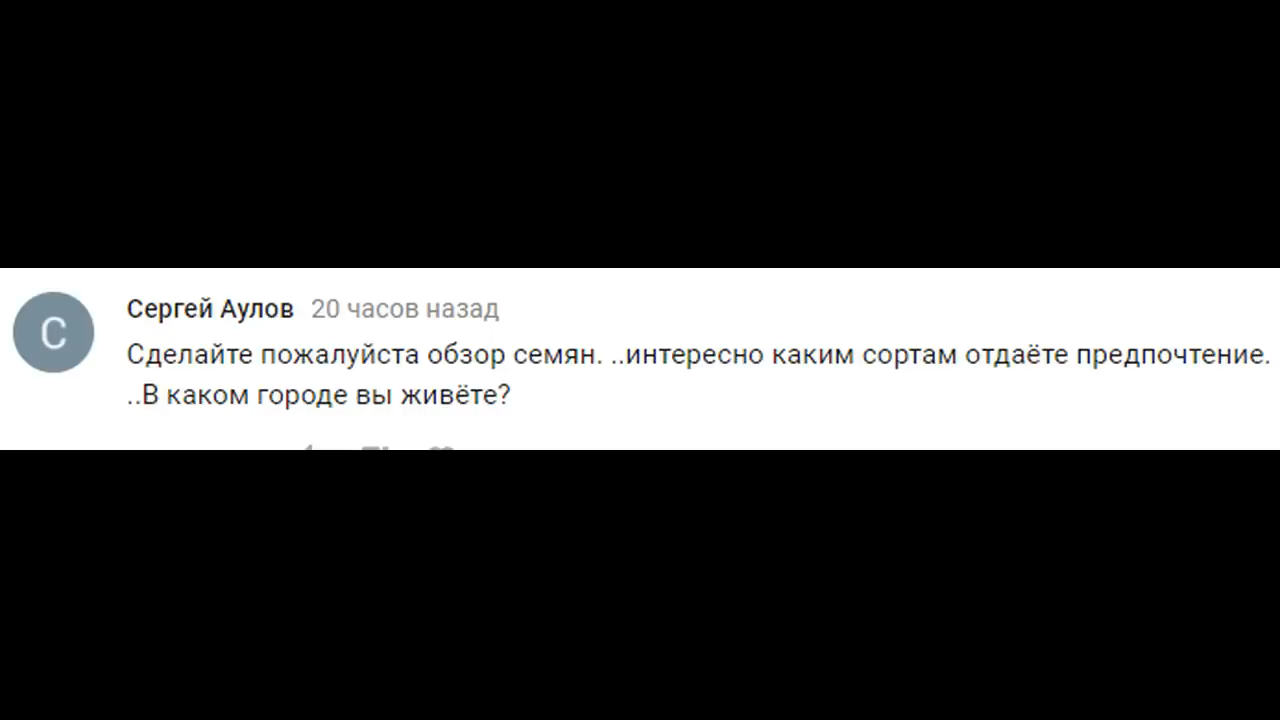 С
Сергей Аулов 20 часов назад
Сделайте пожалуйста обзор семян. ..интересно каким сортам отдаёте предпочтение.
..В каком городе вы живёте?